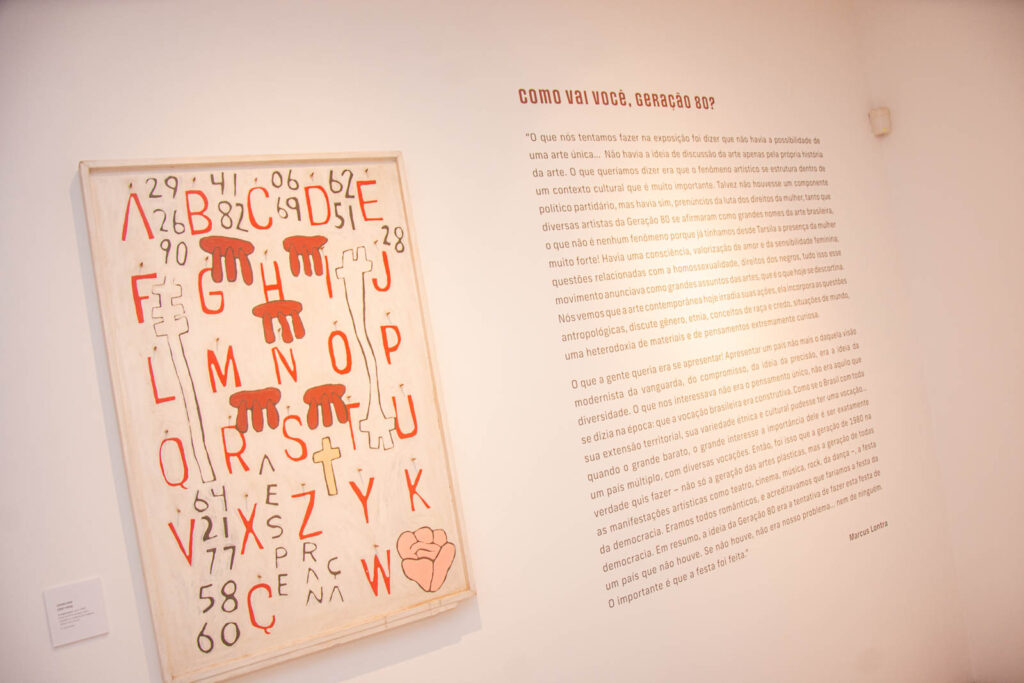 29 41 06 62
A B C D E
26 82 69 51
90 28
F G H I J
L M N O P
Q R S T U
64
V X Z Y K
21
77
A ESPERANÇA
58
Ç W
60
COMO VAI VOCÊ, GERAÇÃO 80?
"O que nós tentamos fazer na exposição foi dizer que não havia a possibilidade de
uma arte única... Não havia a ideia de discussão da arte apenas pela própria história
da arte. O que queríamos dizer era que o fenômeno artístico se estrutura dentro de
um contexto cultural que é muito importante. Talvez não houvesse um componente
político partidário, mas havia sim, prenúncios da luta dos direitos da mulher, tanto que
diversas artistas da Geração 80 se afirmaram como grandes nomes da arte brasileira,
o que não é nenhum fenômeno porque já tínhamos desde Tarsila a presença da mulher
muito forte! Havia uma consciência, valorização do amor e da sensibilidade feminina,
questões relacionadas com a homossexualidade, direitos dos negros, tudo isso esse
movimento anunciava como grandes assuntos das artes, que é o que hoje se descortina.
Nós vemos que a arte contemporânea hoje irradia suas ações, ela incorpora as questões
antropológicas, discute gênero, etnia, conceitos de raça e credo, situações de mundo,
uma heterodoxia de materiais e de pensamentos extremamente curiosa.
O que a gente queria era se apresentar! Apresentar um país não mais o daquela visão
modernista da vanguarda, do compromisso, da ideia da precisão, era a ideia da
diversidade. O que nos interessava não era o pensamento único, não era aquilo que
se dizia na época: que a vocação brasileira era construtiva. Como se o Brasil com toda
sua extensão territorial, sua variedade étnica e cultural pudesse ter uma vocação...
quando o grande barato, o grande interesse a importância dele é ser exatamente
um país múltiplo, com diversas vocações. Então, foi isso que a geração de 1980 na
verdade quis fazer – não só a geração das artes plásticas, mas a geração de todas
as manifestações artísticas como teatro, cinema, música, rock, da dança –, a festa
da democracia. Eramos todos românticos, e acreditavamos que faríamos a festa da
democracia. Em resumo, a ideia da Geração 80 era a tentativa de fazer esta festa de
um país que não houve. Se não houve, não era nosso problema... nem de ninguém.
O importante é que a festa foi feita."
Marcus Lontra